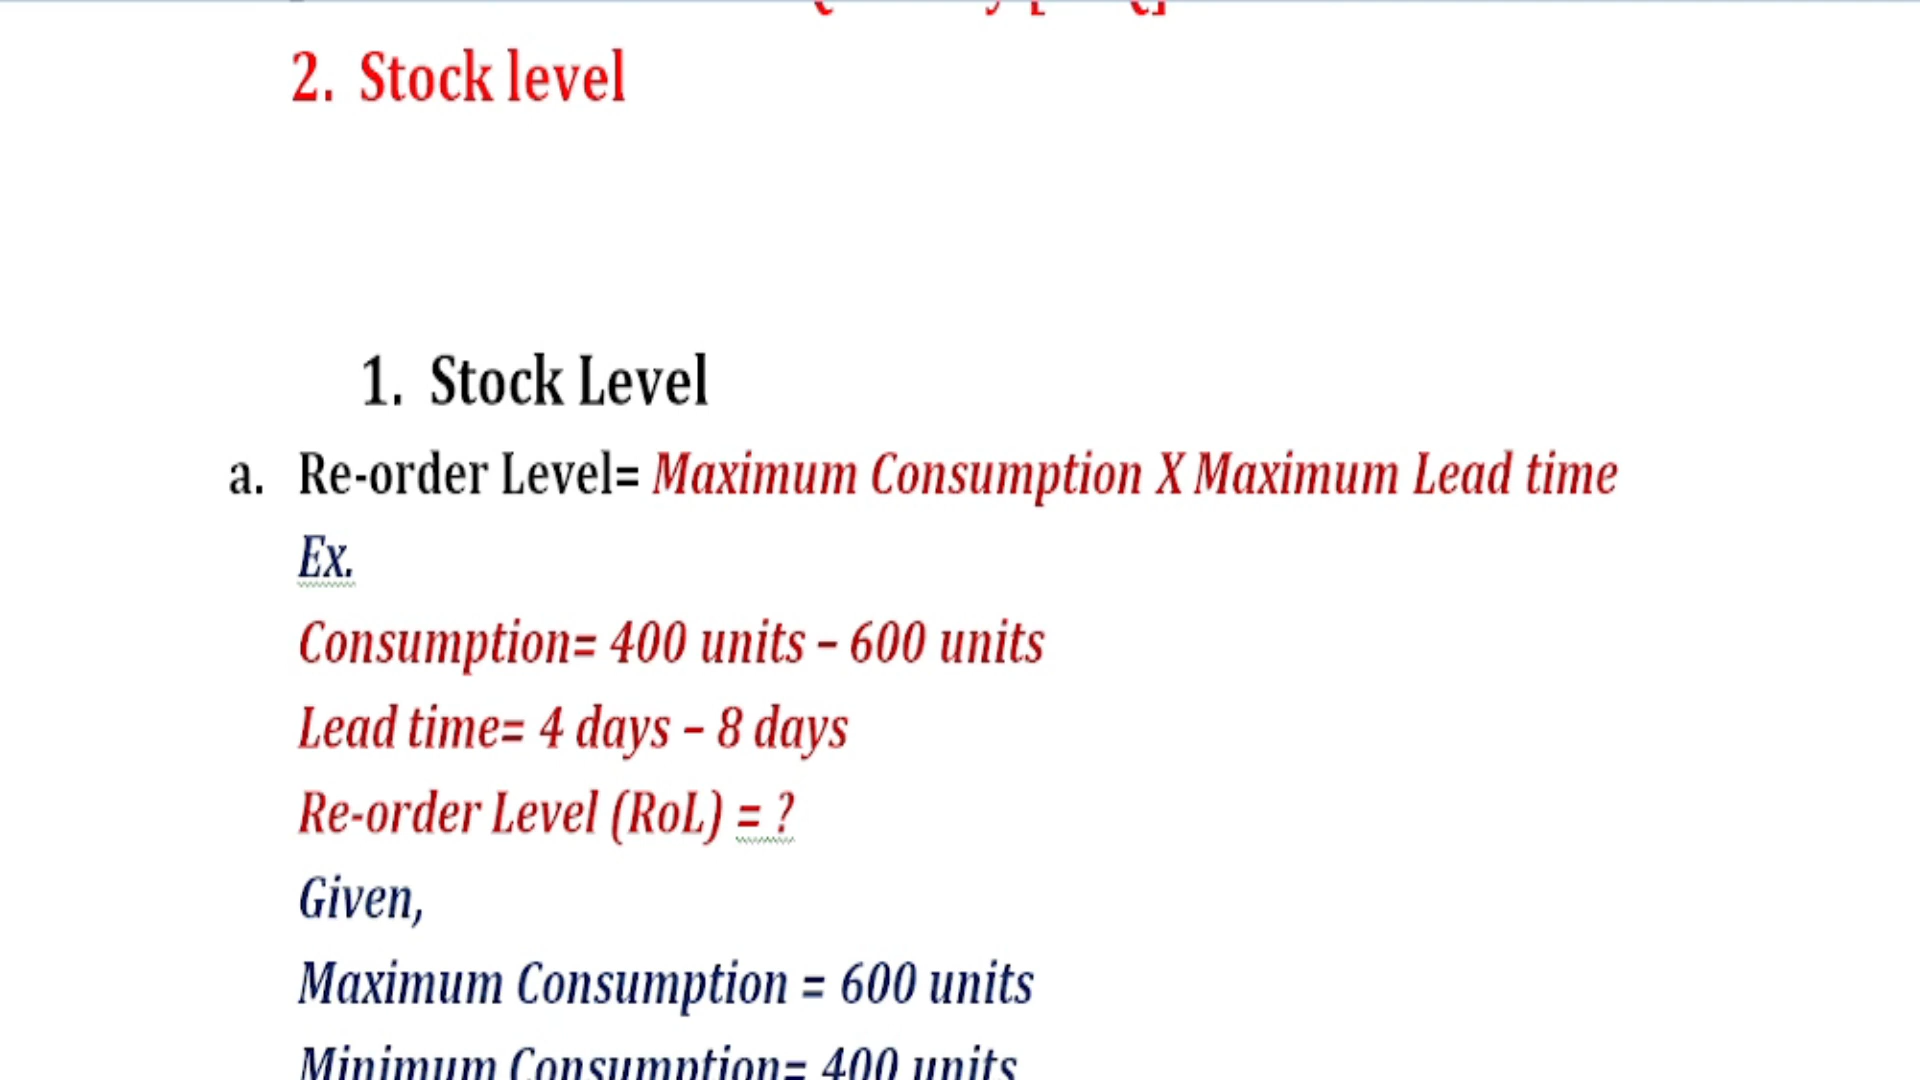 2. Stock level
1. Stock Level
a. Re-order Level= Maximum Consumption X Maximum Lead time
Ex.
Consumption= 400 units – 600 units
Lead time= 4 days – 8 days
Re-order Level (RoL) = ?
Given,
Maximum Consumption = 600 units
Minimum Consumption= 400 units